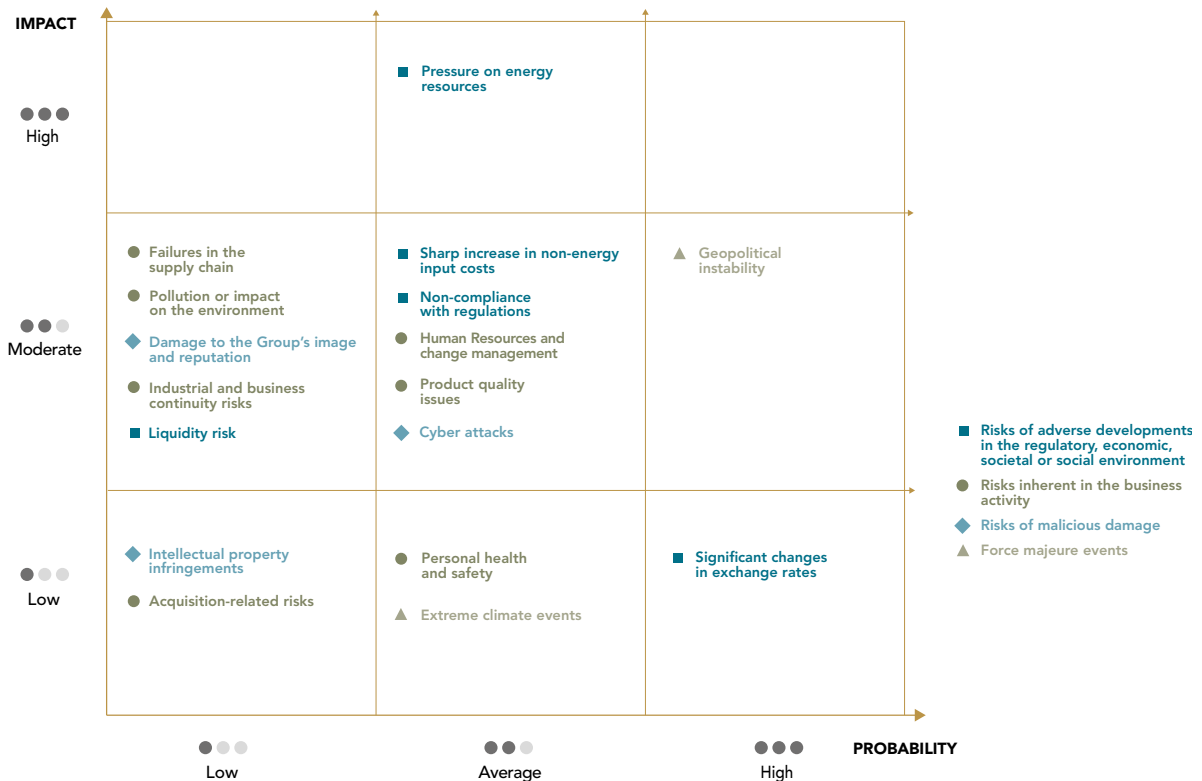 IMPACT
Pressure on energy
resources
High
Failures in the
supply chain
Pollution or impact
on the environment
Damage to the Group's image
and reputation
Industrial and business
continuity risks
Liquidity risk
Sharp increase in non-energy
input costs
Non-compliance
with regulations
Human Resources and
change management
Product quality
issues
Cyber attacks
Geopolitical
instability
Moderate
Risks of adverse developments
in the regulatory, economic,
societal or social environment
Risks inherent in the business
activity
Risks of malicious damage
Force majeure events
Intellectual property
infringements
Acquisition-related risks
Personal health
and safety
Extreme climate events
Significant changes
in exchange rates
Low
PROBABILITY
Low
Average
High